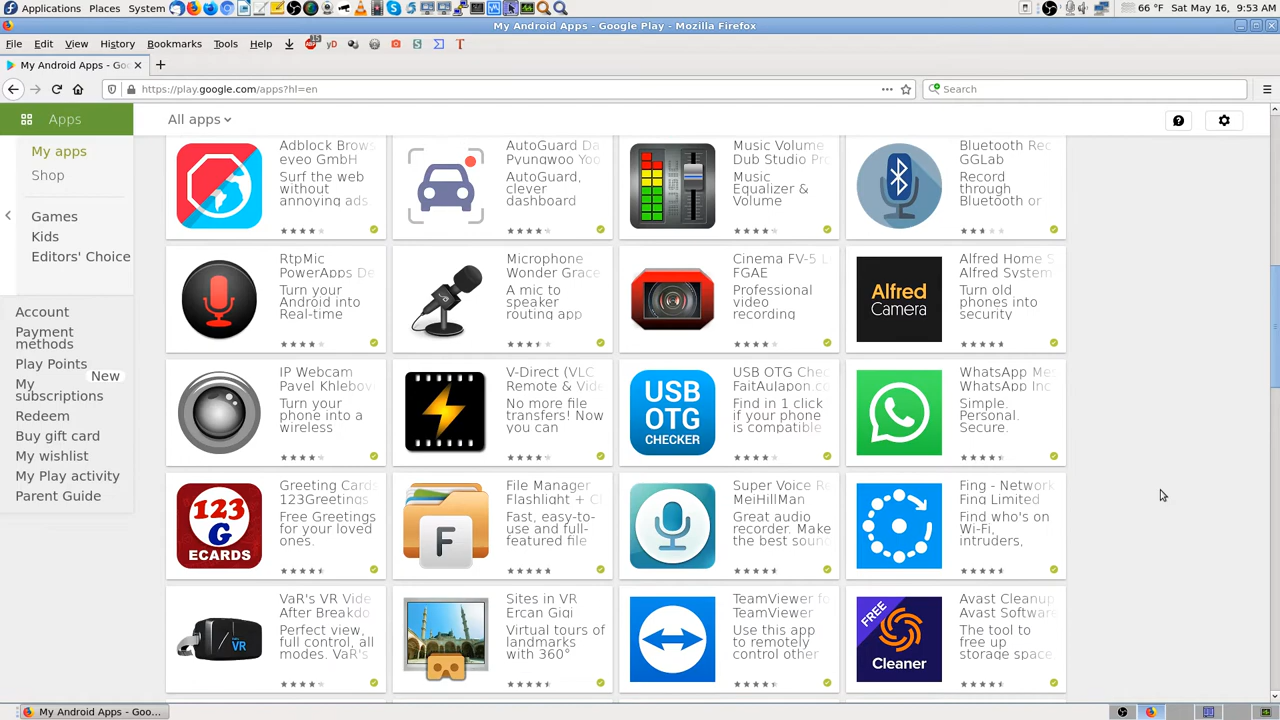 Applications Places System 66 °F Sat May 16, 9:53 AM
My Android Apps - Google Play - Mozilla Firefox
File Edit View History Bookmarks Tools Help
My Android Apps - Goo
https://play.google.com/apps?hl=en
Search
Apps
All apps
My apps
Shop
Games
Kids
Editors' Choice
Account
Payment
methods
Play Points
New
My
subscriptions
Redeem
Buy gift card
My wishlist
My Play activity
Parent Guide
Adblock Brows
eyeo GmbH
Surf the web
without
annoying ads
AutoGuard Da
Pyungwoo Yoo
AutoGuard,
clever
dashboard
Music Volume
Dub Studio Pro
Music
Equalizer &
Volume
Bluetooth Rec
GGLab
Record
through
Bluetooth or
RtpMic
PowerApps De
Turn your
Android into
Real-time
Microphone
Wonder Grace
A mic to
speaker
routing app
Cinema FV-5 L
FGAE
Professional
video
recording
Alfred
Camera
Alfred Home S
Alfred System
Turn old
phones into
security
IP Webcam
Pavel Khlebov
Turn your
phone into a
wireless
V-Direct (VLC
Remote & Vide
No more file
transfers! Now
you can
USB
OTG
CHECKER
USB OTG Chec
FaitAulapon.co
Find in 1 click
if your phone
is compatible
WhatsApp Me
WhatsApp Inc
Simple.
Personal.
Secure.
123
G
ECARDS
Greeting Cards
123Greetings
Free Greetings
for your loved
ones.
F
File Manager
Flashlight + C
Fast, easy-to-
use and full-
featured file
Super Voice Re
MeiHillMan
Great audio
recorder. Make
the best sound
Fing - Network
Fing Limited
Find who's on
Wi-Fi,
intruders,
VR
VaR's VR Vide
After Breakdo
Perfect view,
full control, all
modes. VaR's
Sites in VR
Ercan Gigi
Virtual tours of
landmarks
with 360°
TeamViewer fo
TeamViewer
Use this app
to remotely
control other
FREE
Cleaner
Avast Cleanup
Avast Software
The tool to
free up
storage space
My Android Apps - Goo...